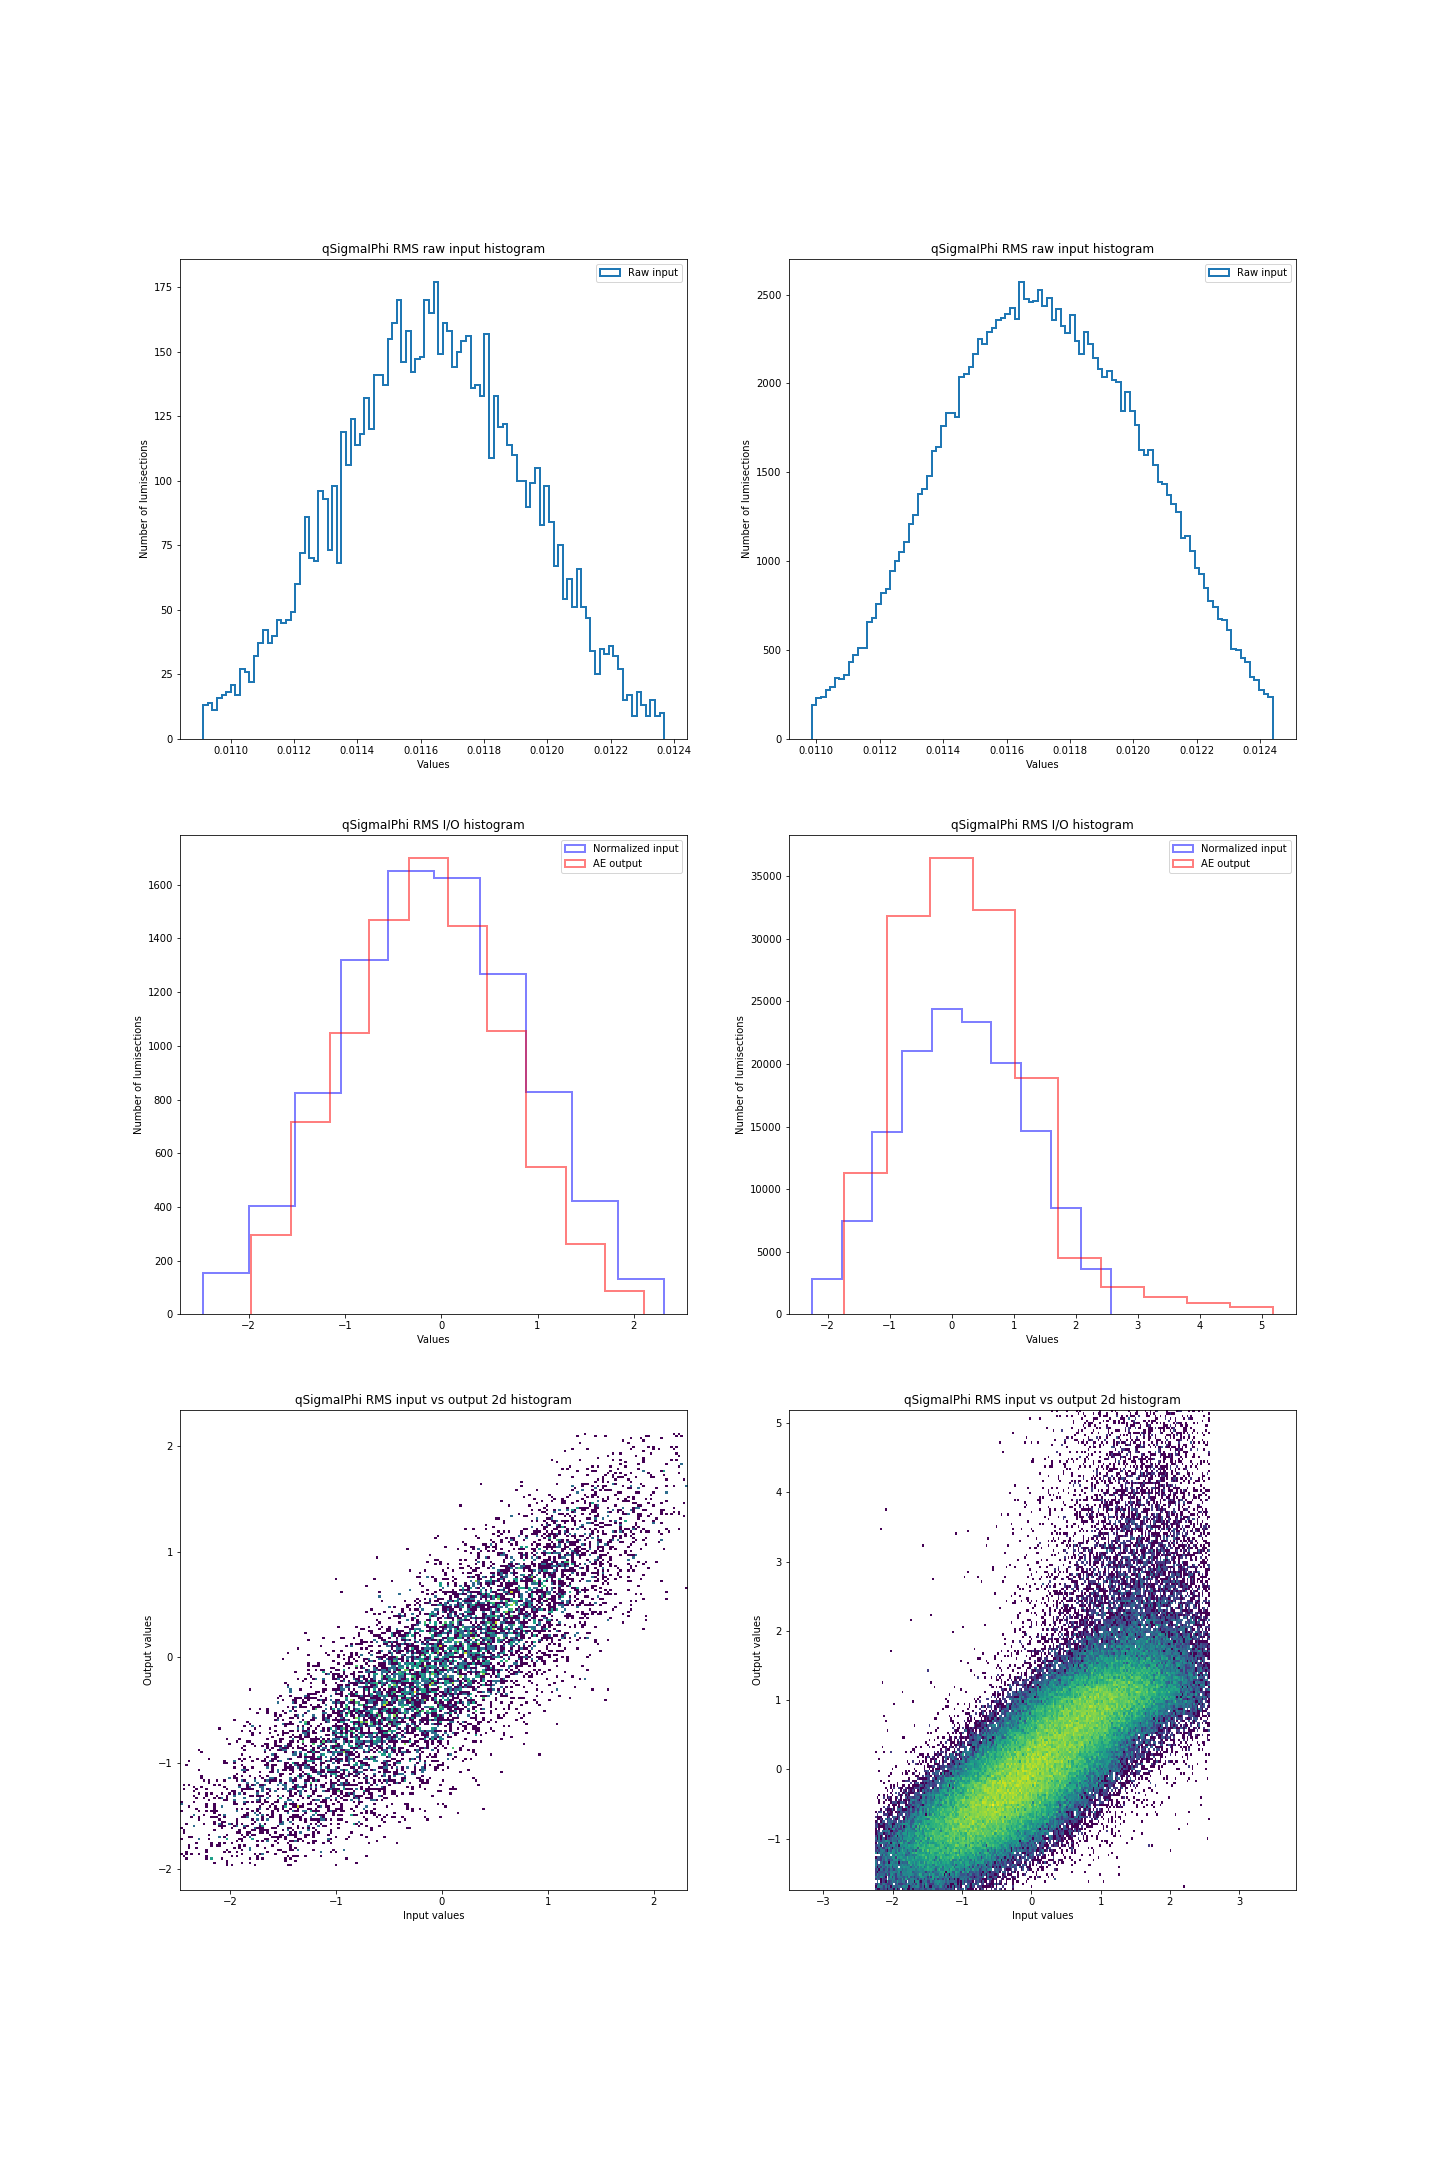 qSigmaIPhi RMS raw input histogram
Raw input
175
150
125
100
75
50
25
0
Number of lumisections
0.0110 0.0112 0.0114 0.0116 0.0118 0.0120 0.0122 0.0124
Values
qSigmaIPhi RMS raw input histogram
Raw input
2500
2000
1500
1000
500
0
Number of lumisections
0.0110 0.0112 0.0114 0.0116 0.0118 0.0120 0.0122 0.0124
Values
qSigmaIPhi RMS I/O histogram
Normalized input
AE output
1600
1400
1200
1000
800
600
400
200
0
Number of lumisections
−2 −1 0 1 2
Values
qSigmaIPhi RMS I/O histogram
Normalized input
AE output
35000
30000
25000
20000
15000
10000
5000
0
Number of lumisections
−2 −1 0 1 2 3 4 5
Values
qSigmaIPhi RMS input vs output 2d histogram
2
1
0
−1
−2
Output values
−2 −1 0 1 2
Input values
qSigmaIPhi RMS input vs output 2d histogram
5
4
3
2
1
0
−1
Output values
−3 −2 −1 0 1 2 3
Input values